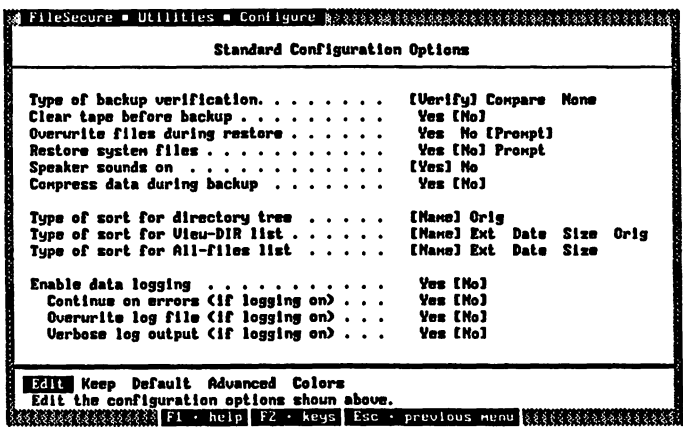 FileSecure ▪ Utilities ▪ Configure
Standard Configuration Options
Type of backup verification. . . . . . . . [Verify] Compare None
Clear tape before backup . . . . . . . . . Yes [No]
Overwrite files during restore . . . . . . Yes No [Prompt]
Restore system files . . . . . . . . . . . Yes [No] Prompt
Speaker sounds on . . . . . . . . . . . . [Yes] No
Compress data during backup . . . . . . . Yes [No]
Type of sort for directory tree . . . . . [Name] Orig
Type of sort for View-DIR list . . . . . . [Name] Ext Date Size Orig
Type of sort for All-files list . . . . . [Name] Ext Date Size
Enable data logging . . . . . . . . . . . Yes [No]
Continue on errors (if logging on) . . . Yes [No]
Overwrite log file (if logging on) . . . Yes [No]
Verbose log output (if logging on) . . . Yes [No]
Edit Keep Default Advanced Colors
Edit the configuration options shown above.
F1 · help F2 · keys Esc · previous menu